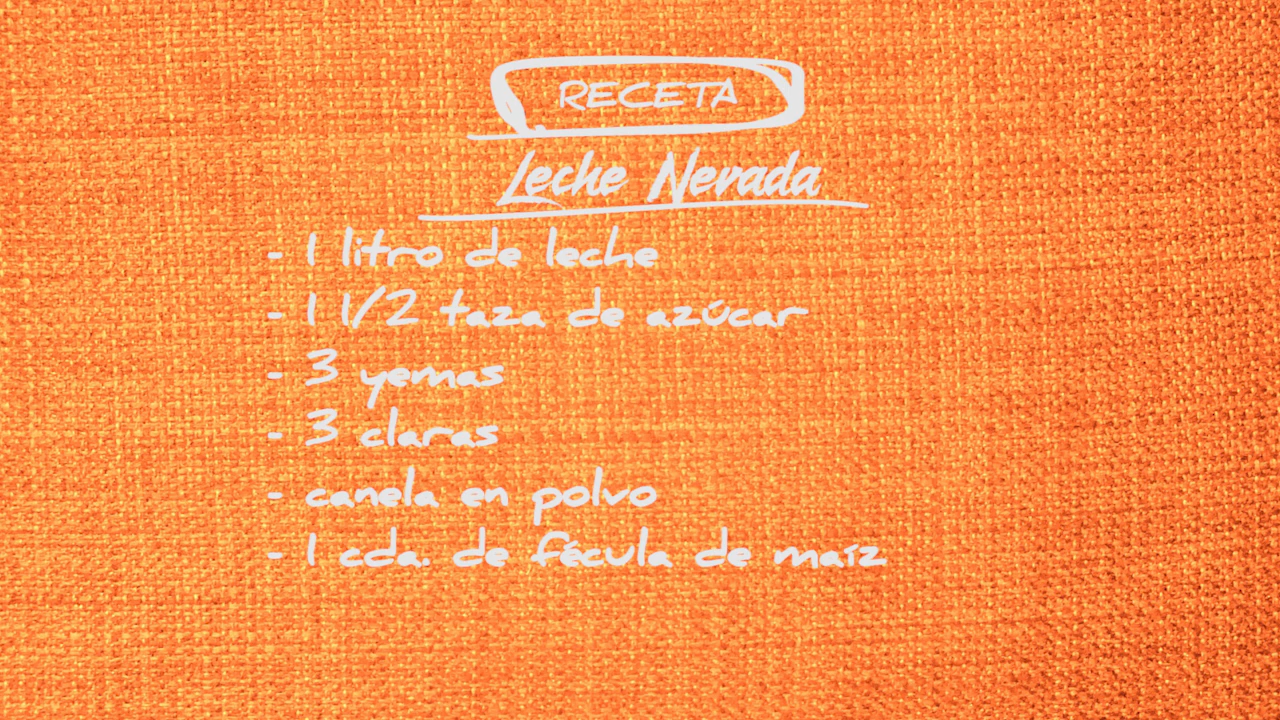 RECETA
Leche Nevada
- 1 litro de leche
- 1 1/2 taza de azúcar
- 3 yemas
- 3 claras
- canela en polvo
- 1 cda. de fécula de maíz